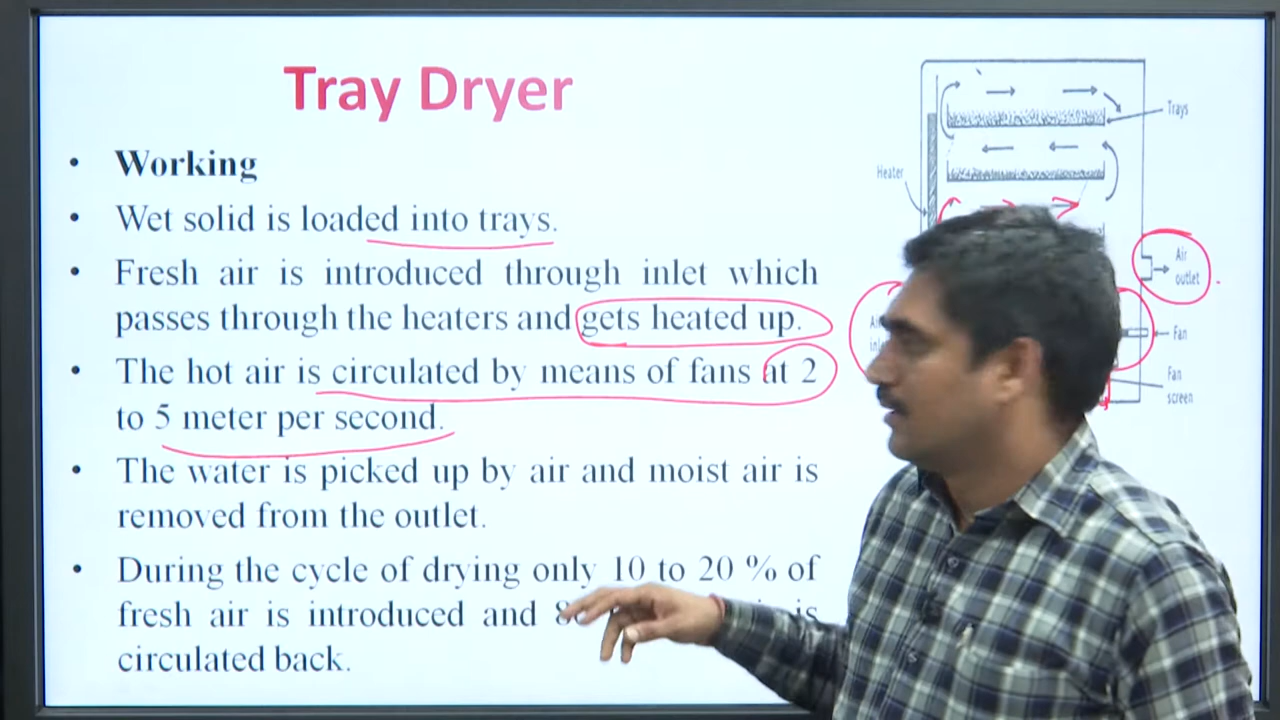 Tray Dryer
• Working
• Wet solid is loaded into trays.
• Fresh air is introduced through inlet which
passes through the heaters and gets heated up.
• The hot air is circulated by means of fans at 2
to 5 meter per second.
• The water is picked up by air and moist air is
removed from the outlet.
• During the cycle of drying only 10 to 20 % of
fresh air is introduced and
circulated back.
Trays
Heater
Air
outlet
Fan
Fan
screen